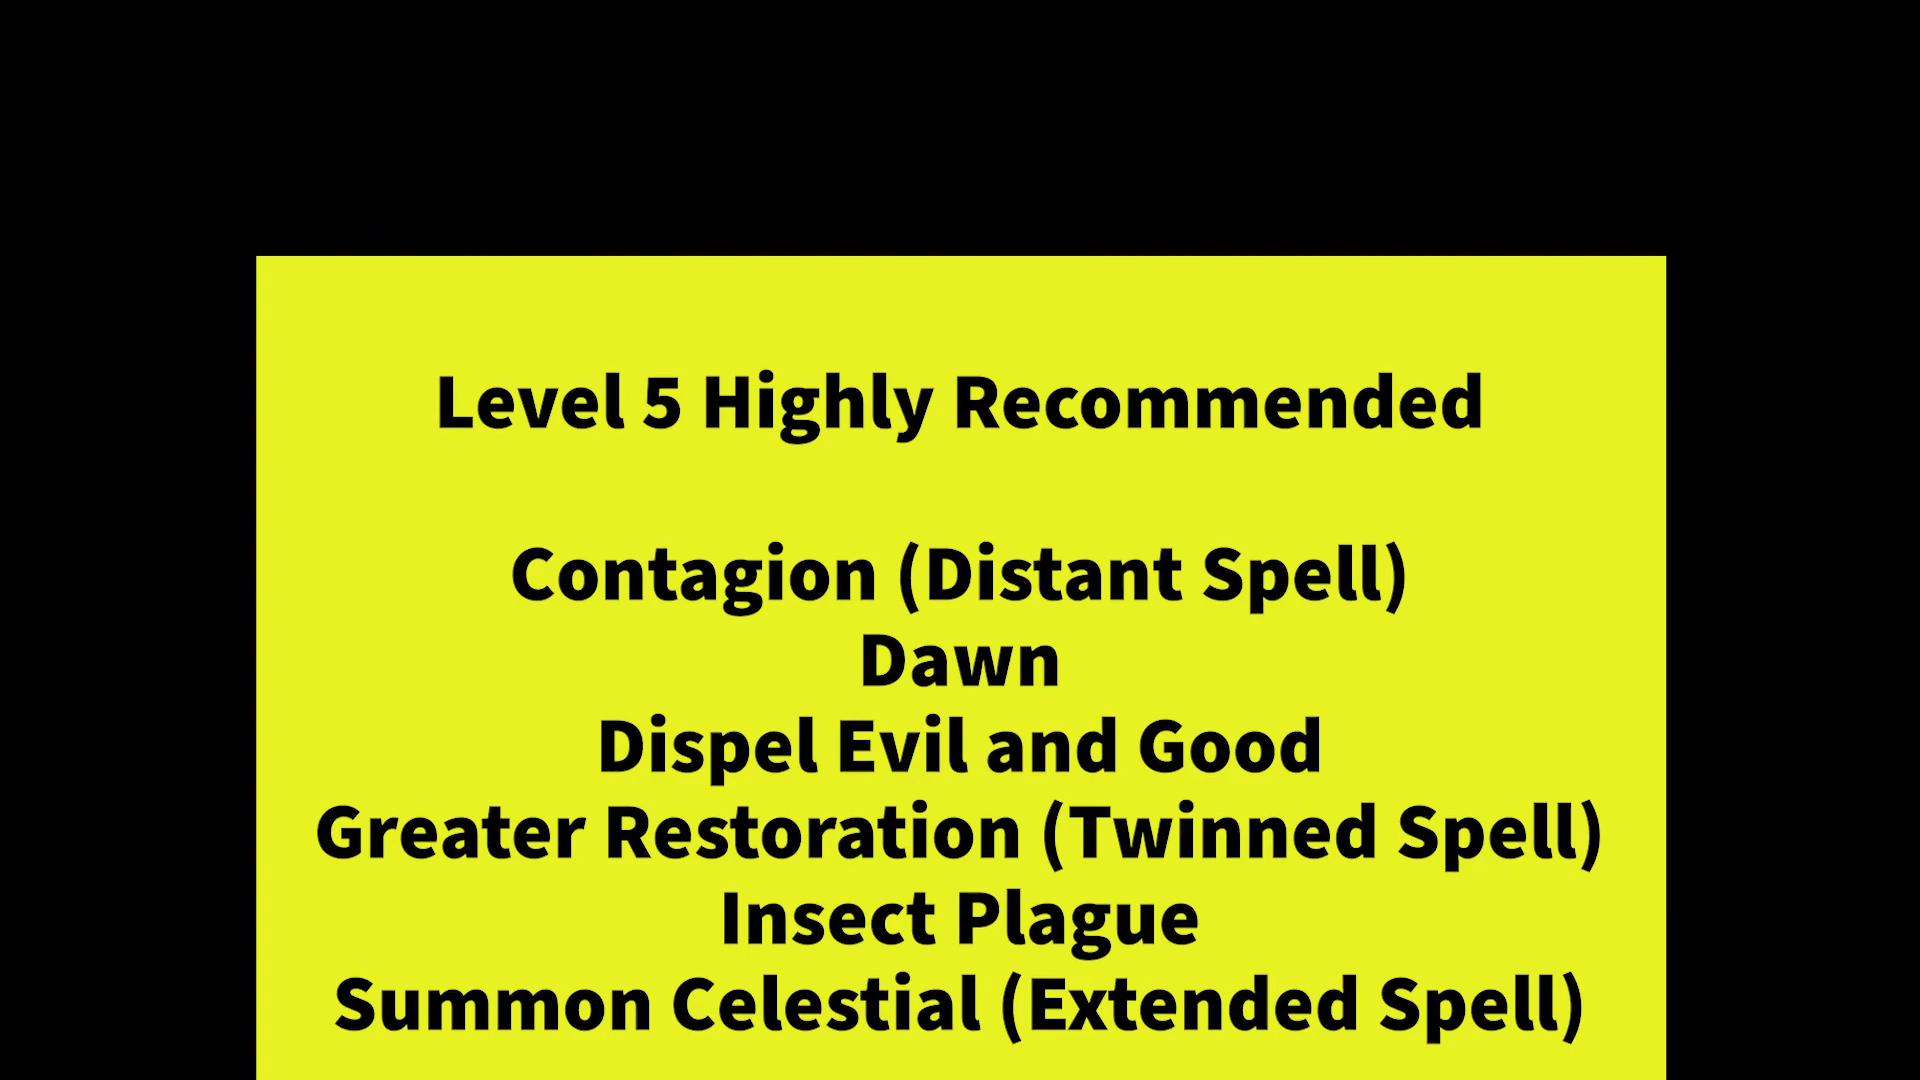 Level 5 Highly Recommended
Contagion (Distant Spell)
Dawn
Dispel Evil and Good
Greater Restoration (Twinned Spell)
Insect Plague
Summon Celestial (Extended Spell)